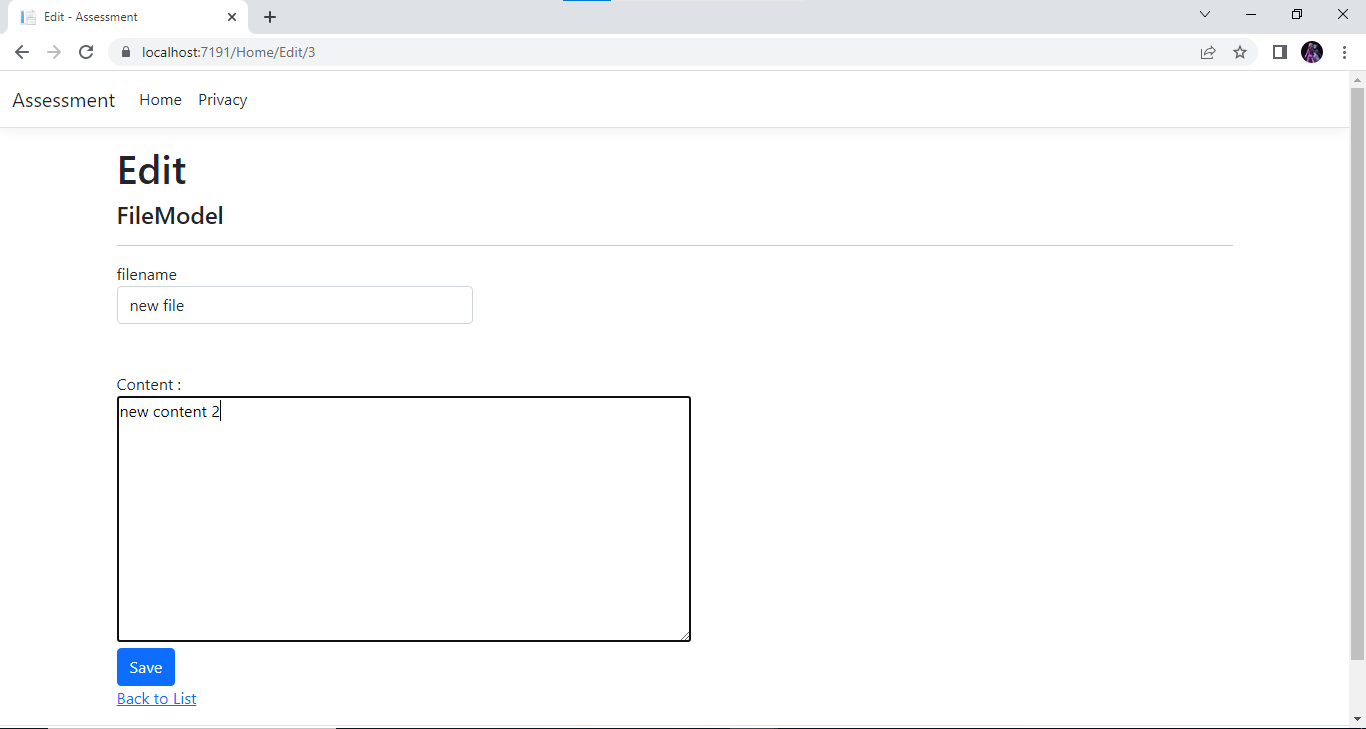 Edit - Assessment
localhost:7191/Home/Edit/3
Assessment Home Privacy
Edit
FileModel
filename
new file
Content :
new content 2
Save
Back to List